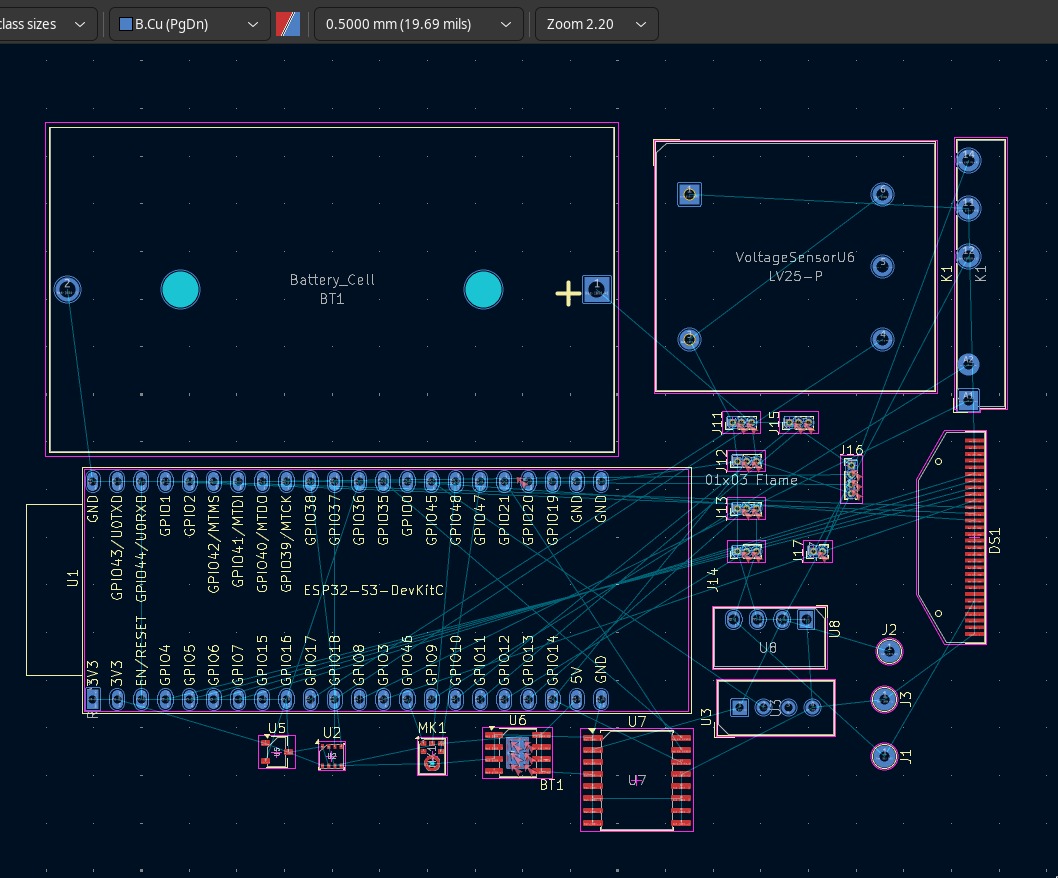 lass sizes
B.Cu (PgDn)
0.5000 mm (19.69 mils)
Zoom 2.20
Battery_Cell
BT1
2
1
VoltageSensorU6
LV25-P
K1
K1
14
11
12
J11
J15
J12
01x03 Flame
J16
J13
J14
J17
DS1
GND
GPIO43/U0TXD
GPIO44/U0RXD
GPIO1
GPIO2
GPIO42/MTMS
GPIO41/MTDI
GPIO40/MTDO
GPIO39/MTCK
GPIO38
GPIO37
GPIO36
GPIO35
GPIO0
GPIO45
GPIO48
GPIO47
GPIO21
GPIO20
GPIO19
GND
GND
U1
ESP32-S3-DevKitC
3V3
3V3
EN/RESET
GPIO4
GPIO5
GPIO6
GPIO7
GPIO15
GPIO16
GPIO17
GPIO18
GPIO8
GPIO3
GPIO46
GPIO9
GPIO10
GPIO11
GPIO12
GPIO13
GPIO14
5V
GND
U8
U8
J2
U3
U3
J3
J1
U5
U2
MK1
U6
BT1
U7
U7